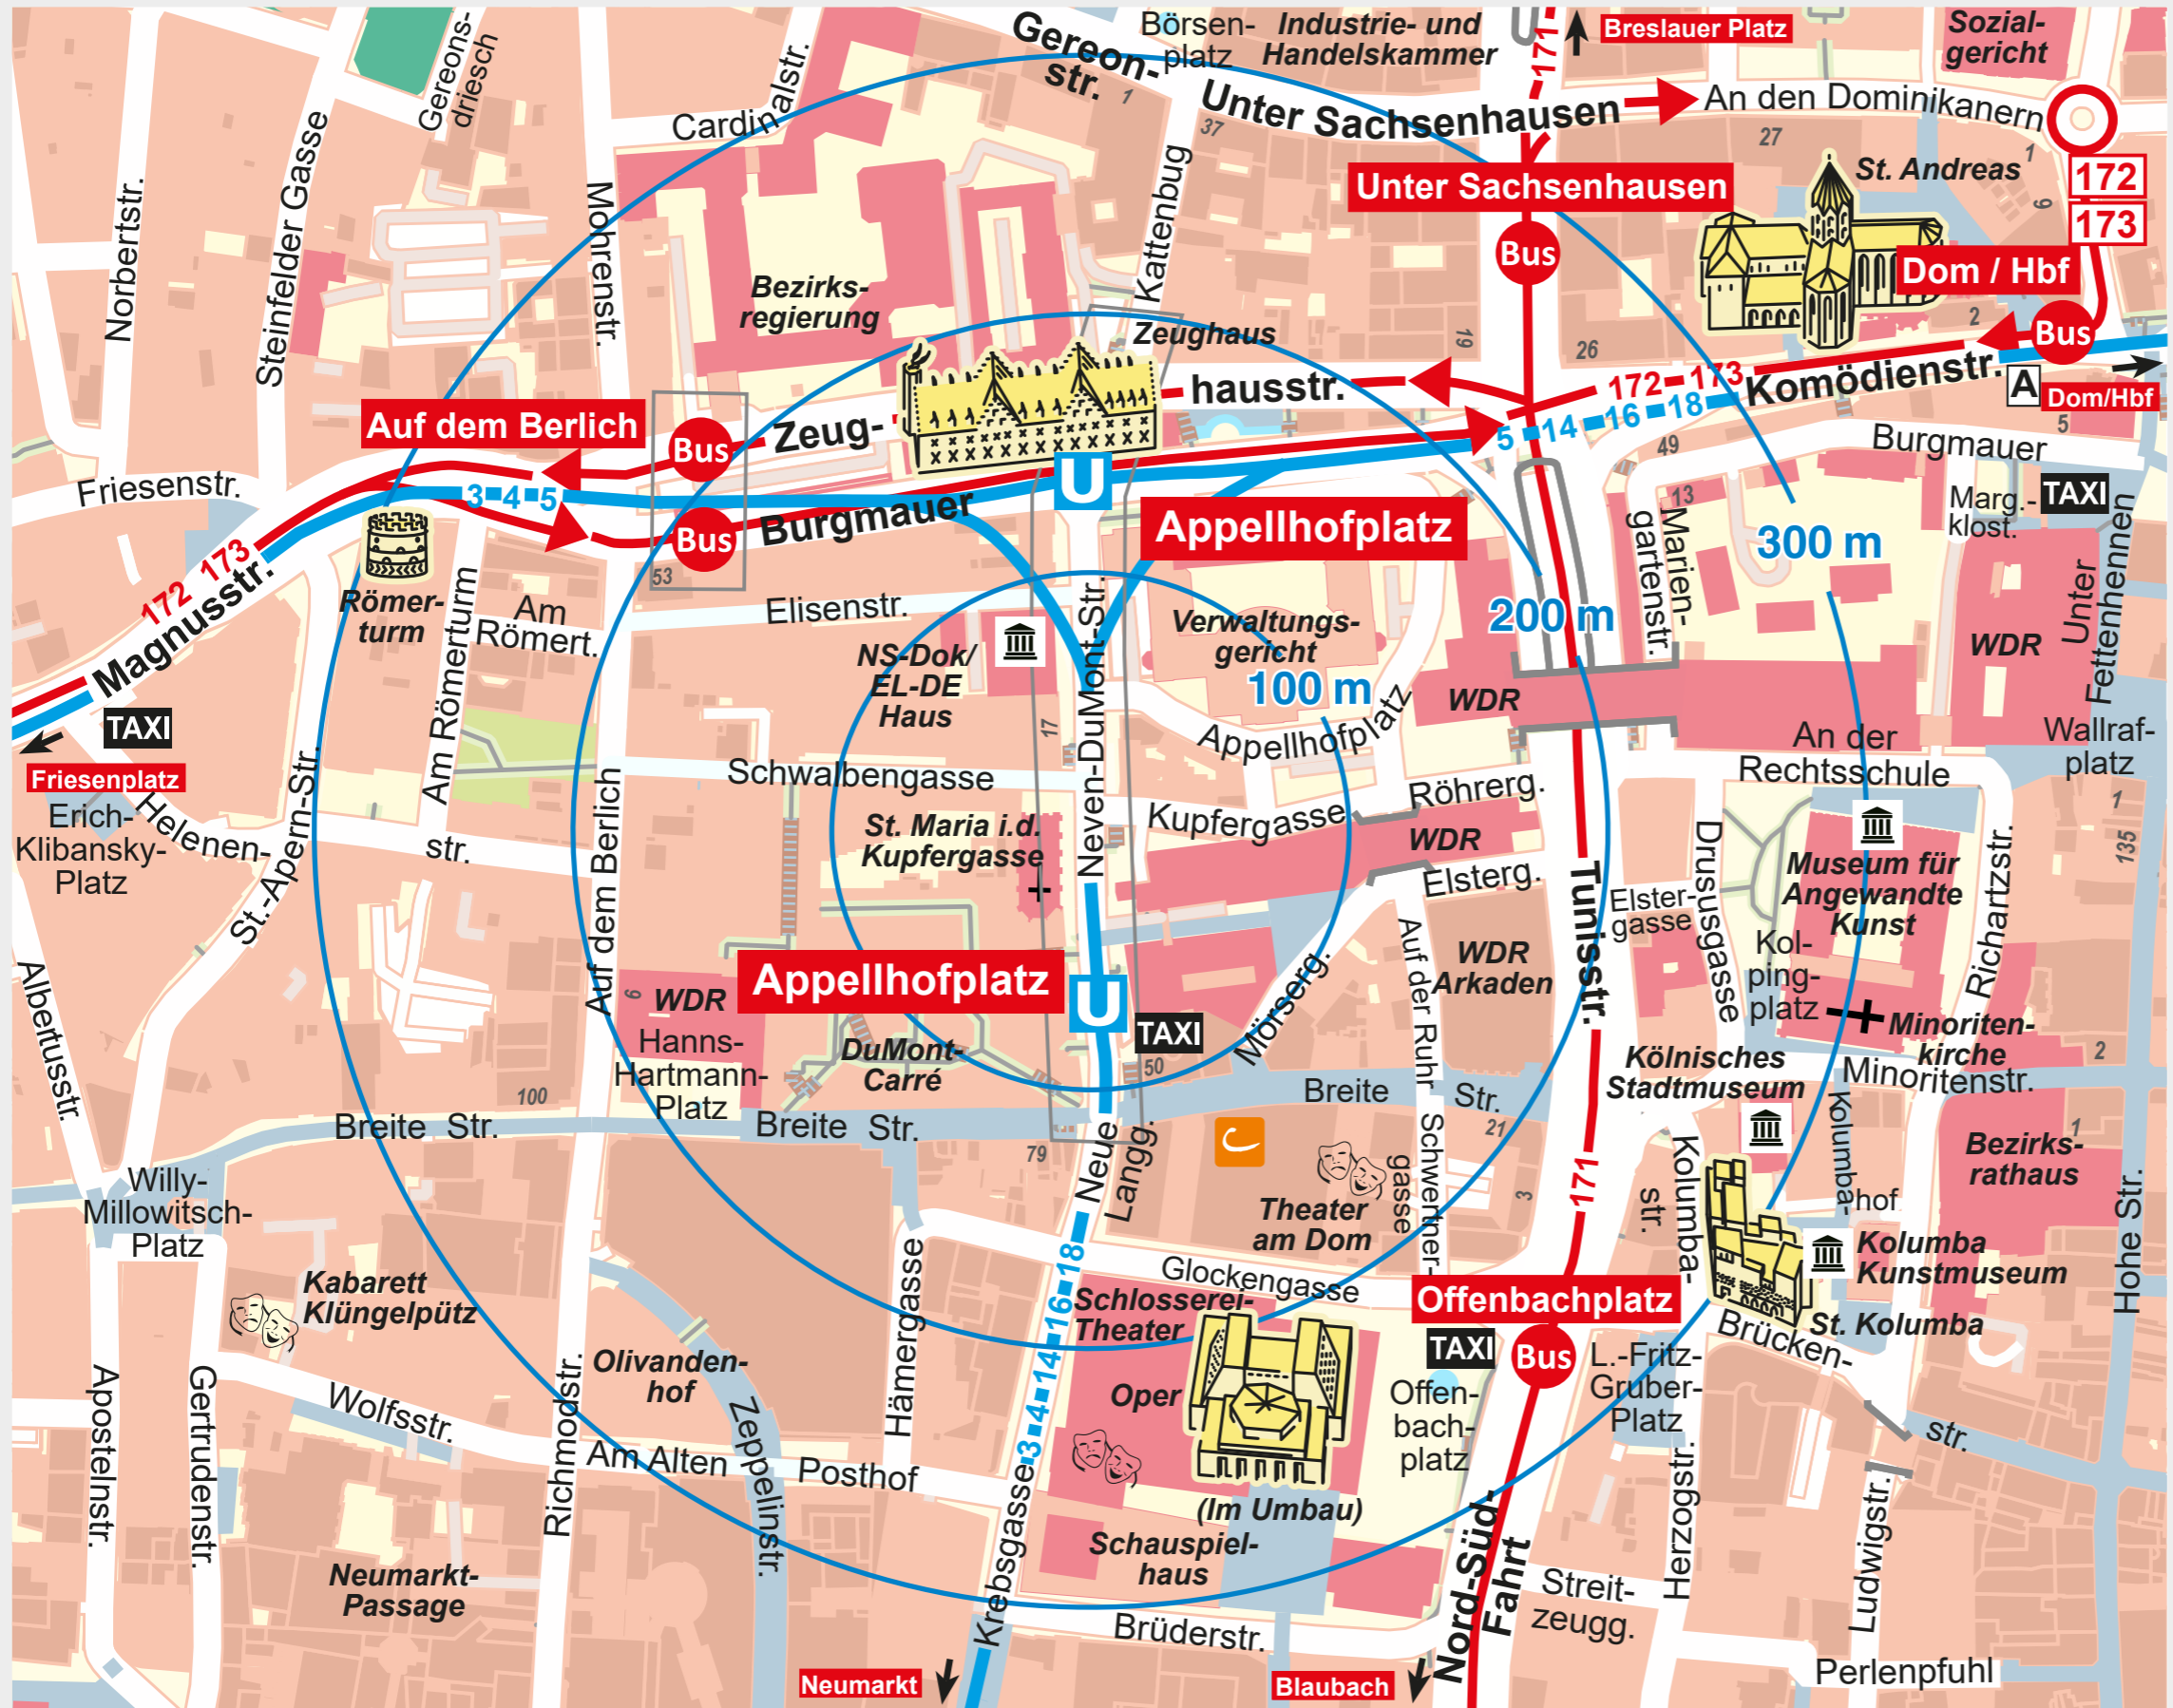 Gereons-
driesch
Gereon-
str.
1
Börsen-
platz
Industrie- und
Handelskammer
171
Breslauer Platz
Sozial-
gericht
Cardinalstr.
37
Unter Sachsenhausen
An den Dominikanern
27
1
St. Andreas
6
172
173
Unter Sachsenhausen
Bus
Dom / Hbf
Bus
2
Norbertstr.
Steinfelder Gasse
Mohrenstr.
Kattenbug
Bezirks-
regierung
Zeughaus
19
26
hausstr.
172
173
Komödienstr.
A
Dom/Hbf
5
14
16
18
5
Auf dem Berlich
Bus
Zeug-
U
49
Burgmauer
Friesenstr.
3
4
5
Bus
Burgmauer
Appellhofplatz
13
Marien-
gartenstr.
300 m
Marg.-
klost.
TAXI
Unter
Fettenhennen
172
173
Magnusstr.
Römer-
turm
53
Am
Römert.
Am Römerturm
Elisenstr.
NS-Dok/
EL-DE
Haus
17
Neven-DuMont-Str.
Verwaltungs-
gericht
100 m
200 m
WDR
WDR
Appellhofplatz
An der
Rechtsschule
Wallraf-
platz
TAXI
Friesenplatz
Erich-
Klibansky-
Platz
Helenen-
str.
St.-Apern-Str.
Auf dem Berlich
Schwalbengasse
St. Maria i.d.
Kupfergasse
Kupfergasse
Röhrerg.
WDR
Elsterg.
Tunisstr.
Elster-
gasse
Drususgasse
Museum für
Angewandte
Kunst
Richartzstr.
1
135
Kol-
ping-
platz
Minoriten-
kirche
Albertusstr.
6
WDR
Hanns-
Hartmann-
Platz
Appellhofplatz
U
TAXI
DuMont-
Carré
50
Mörserg.
Auf der Ruhr
WDR
Arkaden
Kölnisches
Stadtmuseum
Minoritenstr.
2
100
Breite Str.
Breite Str.
Breite
Str.
21
79
Neue
Langg.
Theater
am Dom
Schwertner-
gasse
3
171
Kolumba-
str.
Kolumba-
hof
Bezirks-
rathaus
1
Hohe Str.
Willy-
Millowitsch-
Platz
Kabarett
Klüngelpütz
Glockengasse
Schlosserei-
Theater
Offenbachplatz
TAXI
Bus
Kolumba
Kunstmuseum
St. Kolumba
Brücken-
str.
Olivanden-
hof
Hämergasse
3
4
14
16
18
Oper
Offen-
bach-
platz
L.-Fritz-
Gruber-
Platz
Apostelnstr.
Gertrudenstr.
Wolfsstr.
Richmodstr.
Am Alten
Posthof
Zeppelinstr.
Krebsgasse
(Im Umbau)
Schauspiel-
haus
Nord-Süd-
Fahrt
Herzogstr.
Ludwigstr.
Neumarkt-
Passage
Streit-
zeugg.
Brüderstr.
Neumarkt
Blaubach
Perlenpfuhl